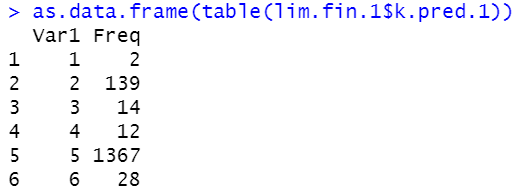 > as.data.frame(table(lim.fin.1$k.pred.1))
  Var1 Freq
1    1    2
2    2  139
3    3   14
4    4   12
5    5 1367
6    6   28